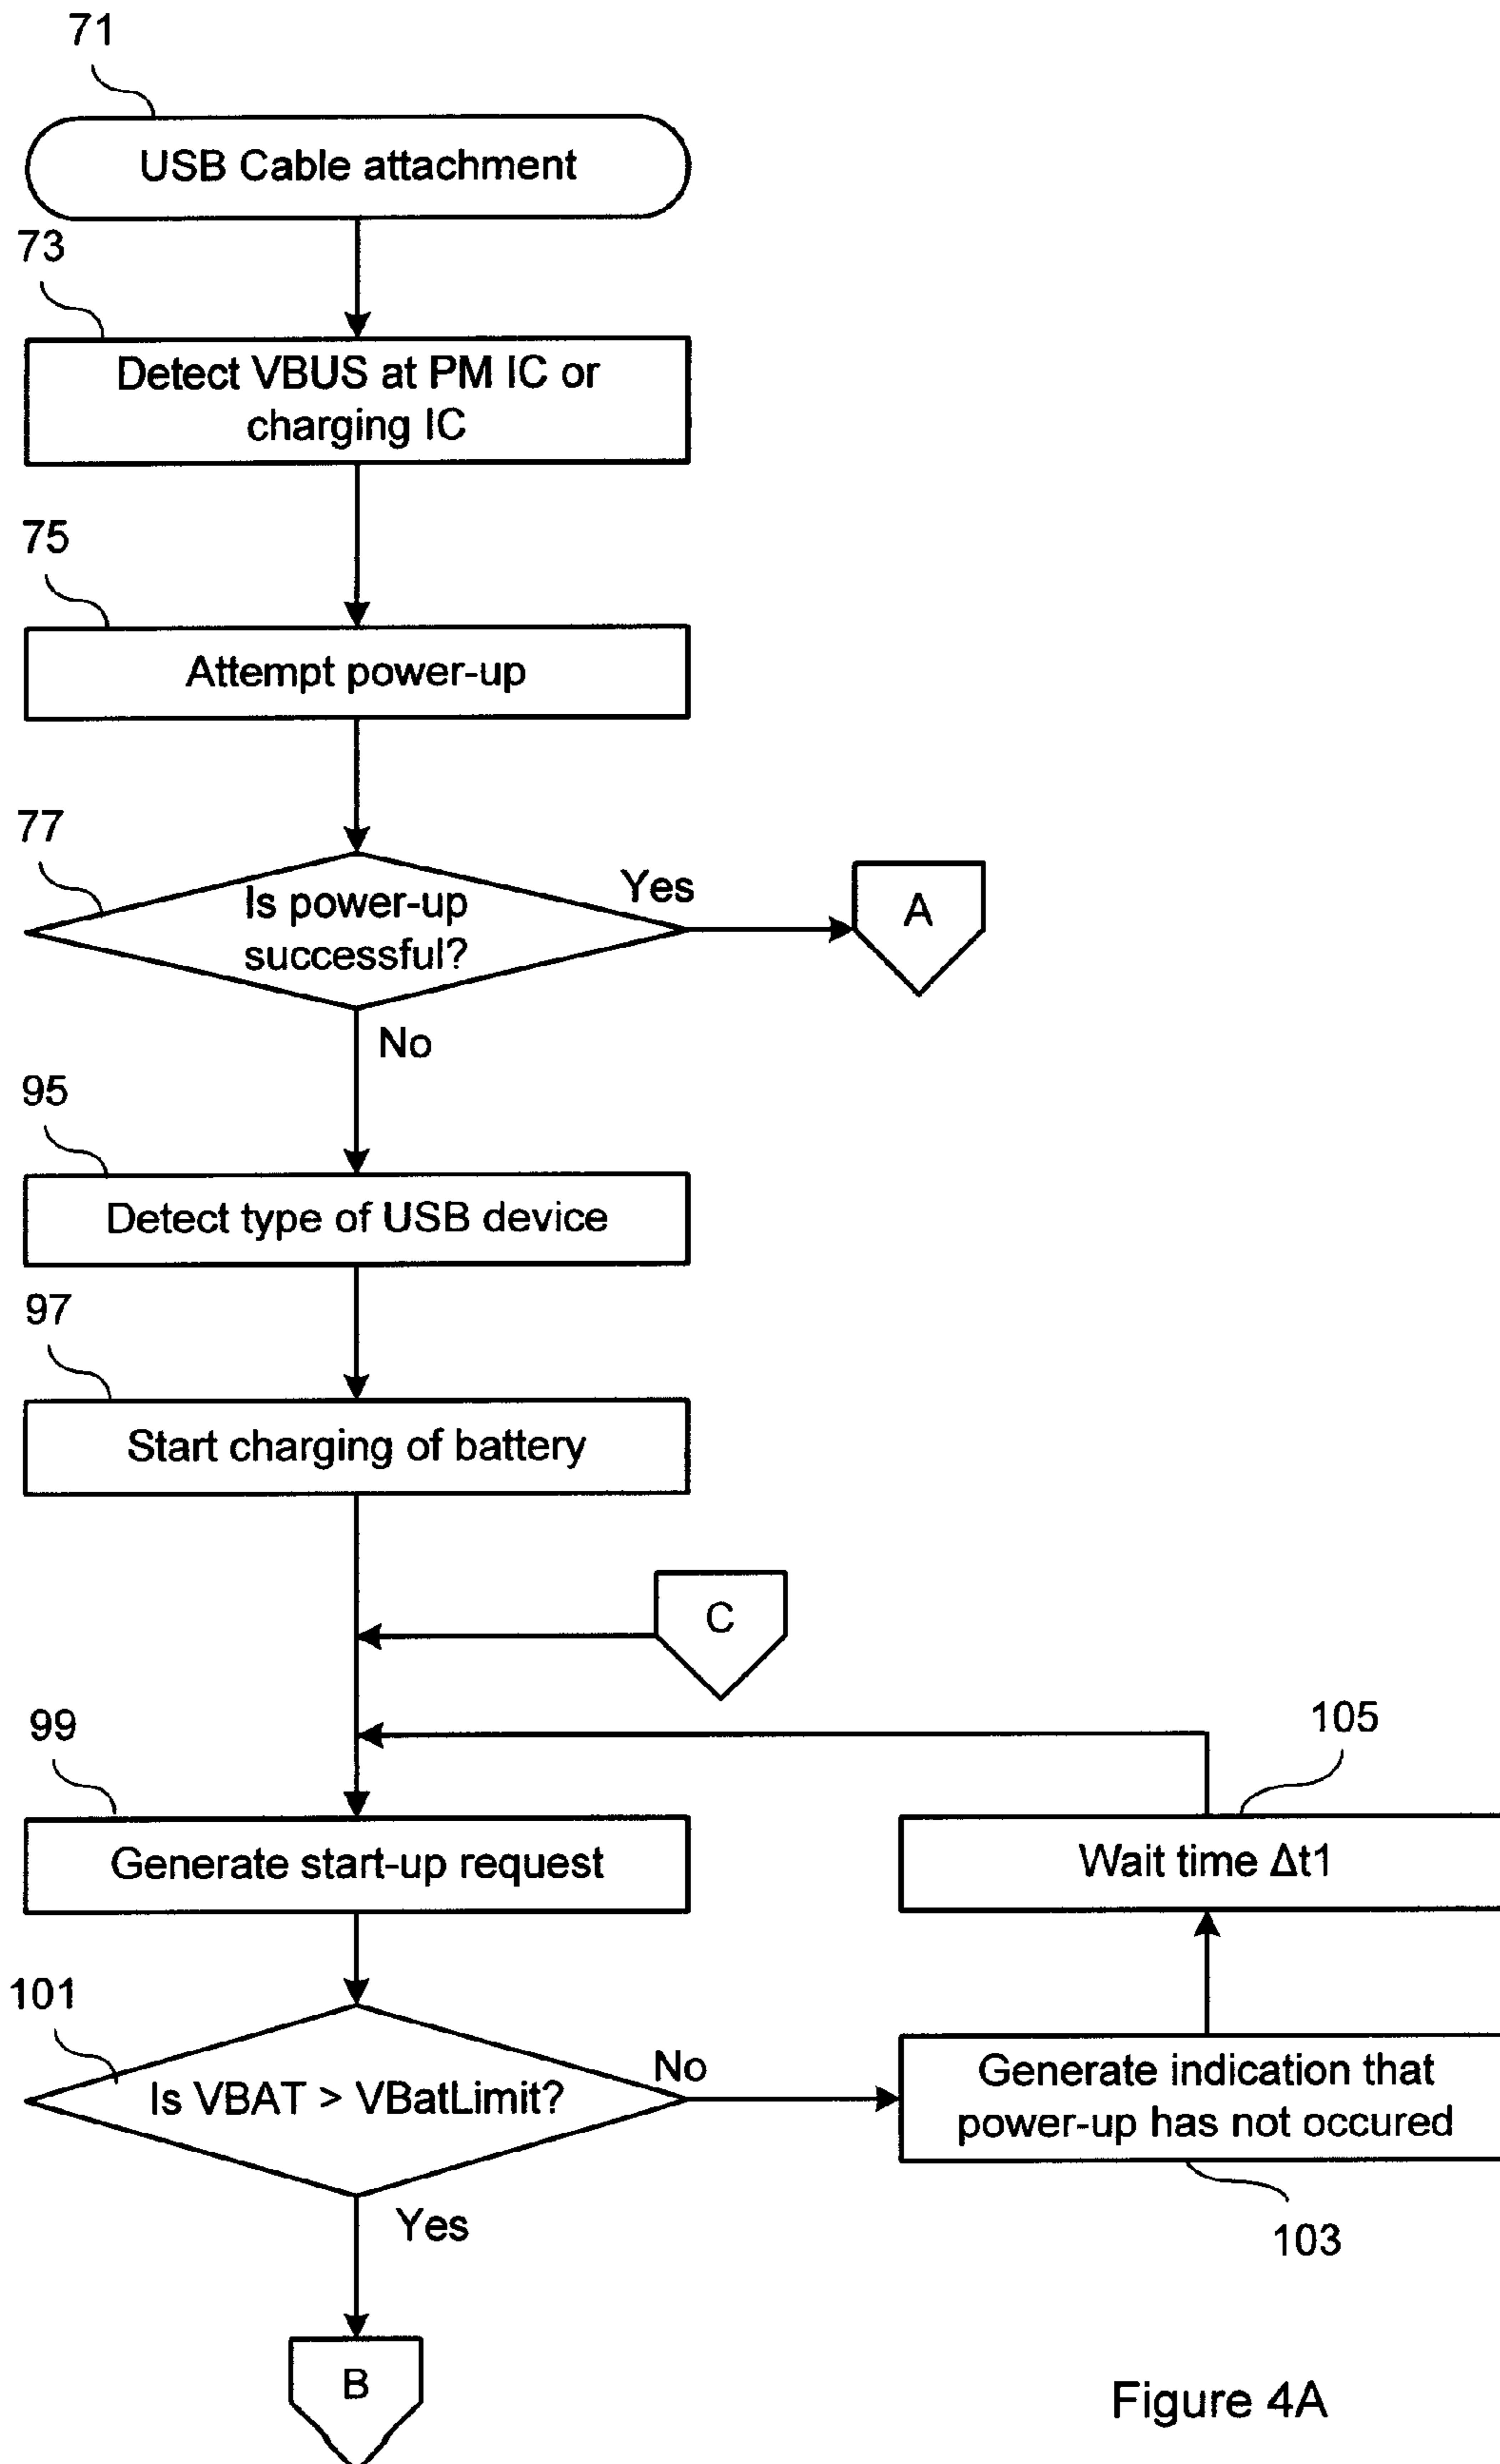 71
USB Cable attachment
73
Detect VBUS at PM IC or
charging IC
75
Attempt power-up
77
Is power-up
successful?
Yes
A
No
95
Detect type of USB device
97
Start charging of battery
C
99
Generate start-up request
105
Wait time Δt1
101
Is VBAT > VBatLimit?
No
Generate indication that
power-up has not occured
103
Yes
B
Figure 4A